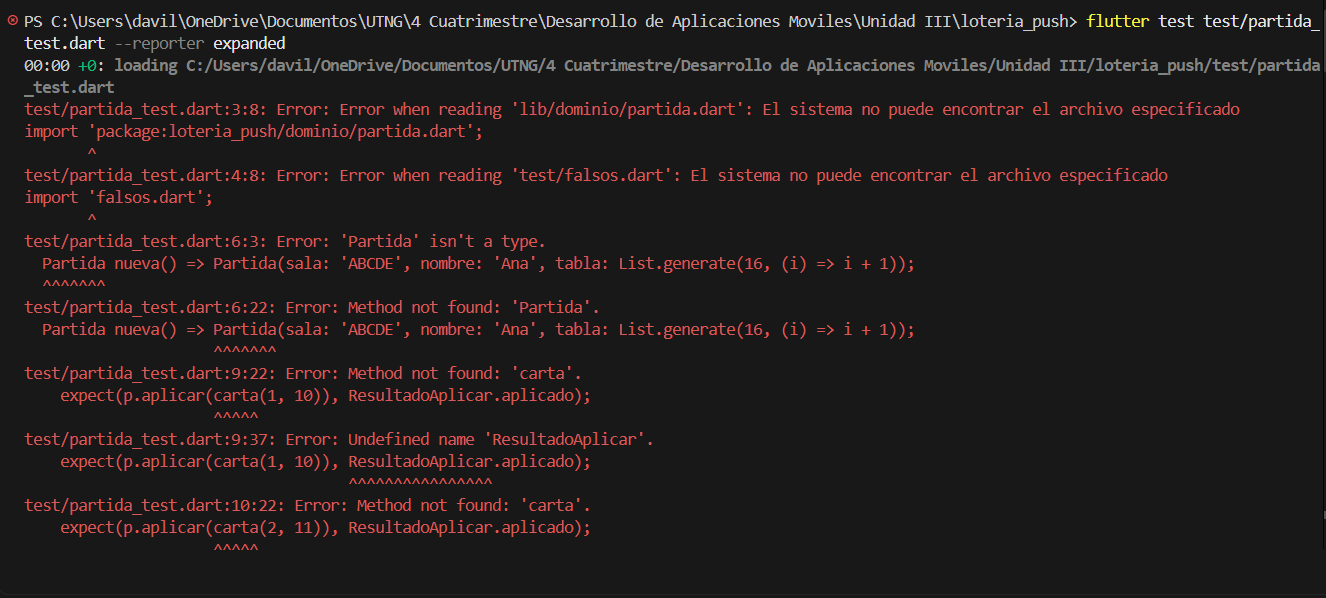 PS C:\Users\davil\OneDrive\Documentos\UTNG\4 Cuatrimestre\Desarrollo de Aplicaciones Moviles\Unidad III\loteria_push> flutter test test/partida_
test.dart --reporter expanded
00:00 +0: loading C:/Users/davil/OneDrive/Documentos/UTNG/4 Cuatrimestre/Desarrollo de Aplicaciones Moviles/Unidad III/loteria_push/test/partida
_test.dart
test/partida_test.dart:3:8: Error: Error when reading 'lib/dominio/partida.dart': El sistema no puede encontrar el archivo especificado
import 'package:loteria_push/dominio/partida.dart';
       ^
test/partida_test.dart:4:8: Error: Error when reading 'test/falsos.dart': El sistema no puede encontrar el archivo especificado
import 'falsos.dart';
       ^
test/partida_test.dart:6:3: Error: 'Partida' isn't a type.
  Partida nueva() => Partida(sala: 'ABCDE', nombre: 'Ana', tabla: List.generate(16, (i) => i + 1));
  ^^^^^^^
test/partida_test.dart:6:22: Error: Method not found: 'Partida'.
  Partida nueva() => Partida(sala: 'ABCDE', nombre: 'Ana', tabla: List.generate(16, (i) => i + 1));
                     ^^^^^^^
test/partida_test.dart:9:22: Error: Method not found: 'carta'.
    expect(p.aplicar(carta(1, 10)), ResultadoAplicar.aplicado);
                     ^^^^^
test/partida_test.dart:9:37: Error: Undefined name 'ResultadoAplicar'.
    expect(p.aplicar(carta(1, 10)), ResultadoAplicar.aplicado);
                                    ^^^^^^^^^^^^^^^^
test/partida_test.dart:10:22: Error: Method not found: 'carta'.
    expect(p.aplicar(carta(2, 11)), ResultadoAplicar.aplicado);
                     ^^^^^